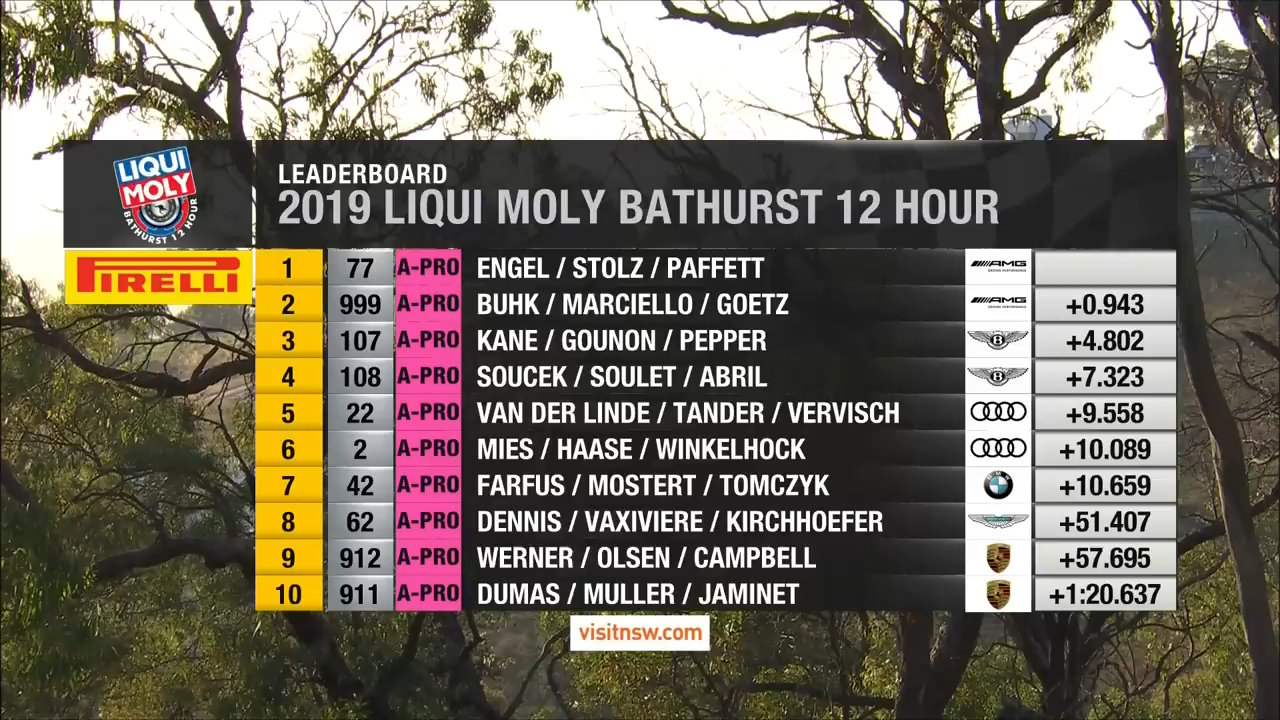 LIQUI
MOLY
BATHURST 12 HOUR
LEADERBOARD
2019 LIQUI MOLY BATHURST 12 HOUR
PIRELLI
1 77 A-PRO ENGEL / STOLZ / PAFFETT AMG
2 999 A-PRO BUHK / MARCIELLO / GOETZ AMG +0.943
3 107 A-PRO KANE / GOUNON / PEPPER B +4.802
4 108 A-PRO SOUCEK / SOULET / ABRIL B +7.323
5 22 A-PRO VAN DER LINDE / TANDER / VERVISCH +9.558
6 2 A-PRO MIES / HAASE / WINKELHOCK +10.089
7 42 A-PRO FARFUS / MOSTERT / TOMCZYK BMW +10.659
8 62 A-PRO DENNIS / VAXIVIERE / KIRCHHOEFER +51.407
9 912 A-PRO WERNER / OLSEN / CAMPBELL +57.695
10 911 A-PRO DUMAS / MULLER / JAMINET +1:20.637
visitnsw.com